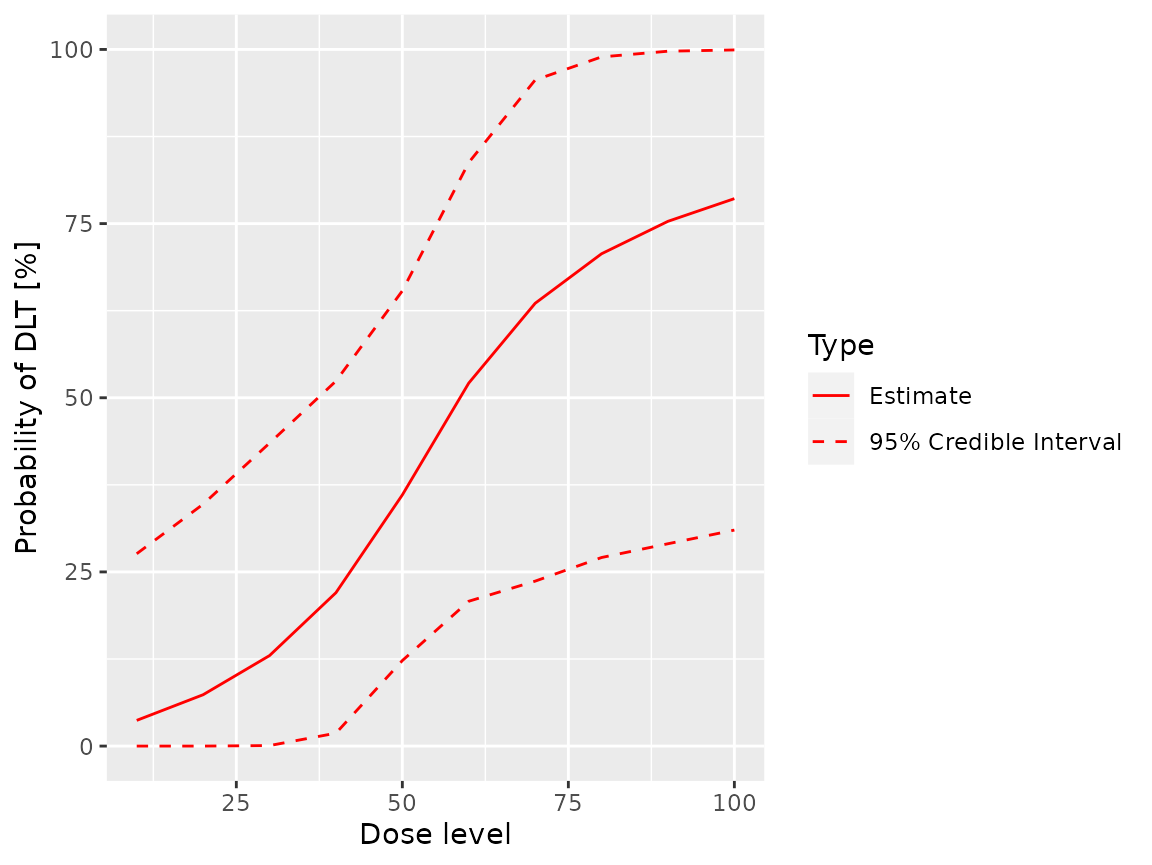 Probability of DLT [%]
100
75
50
25
0
25 50 75 100
Dose level
Type
Estimate
95% Credible Interval